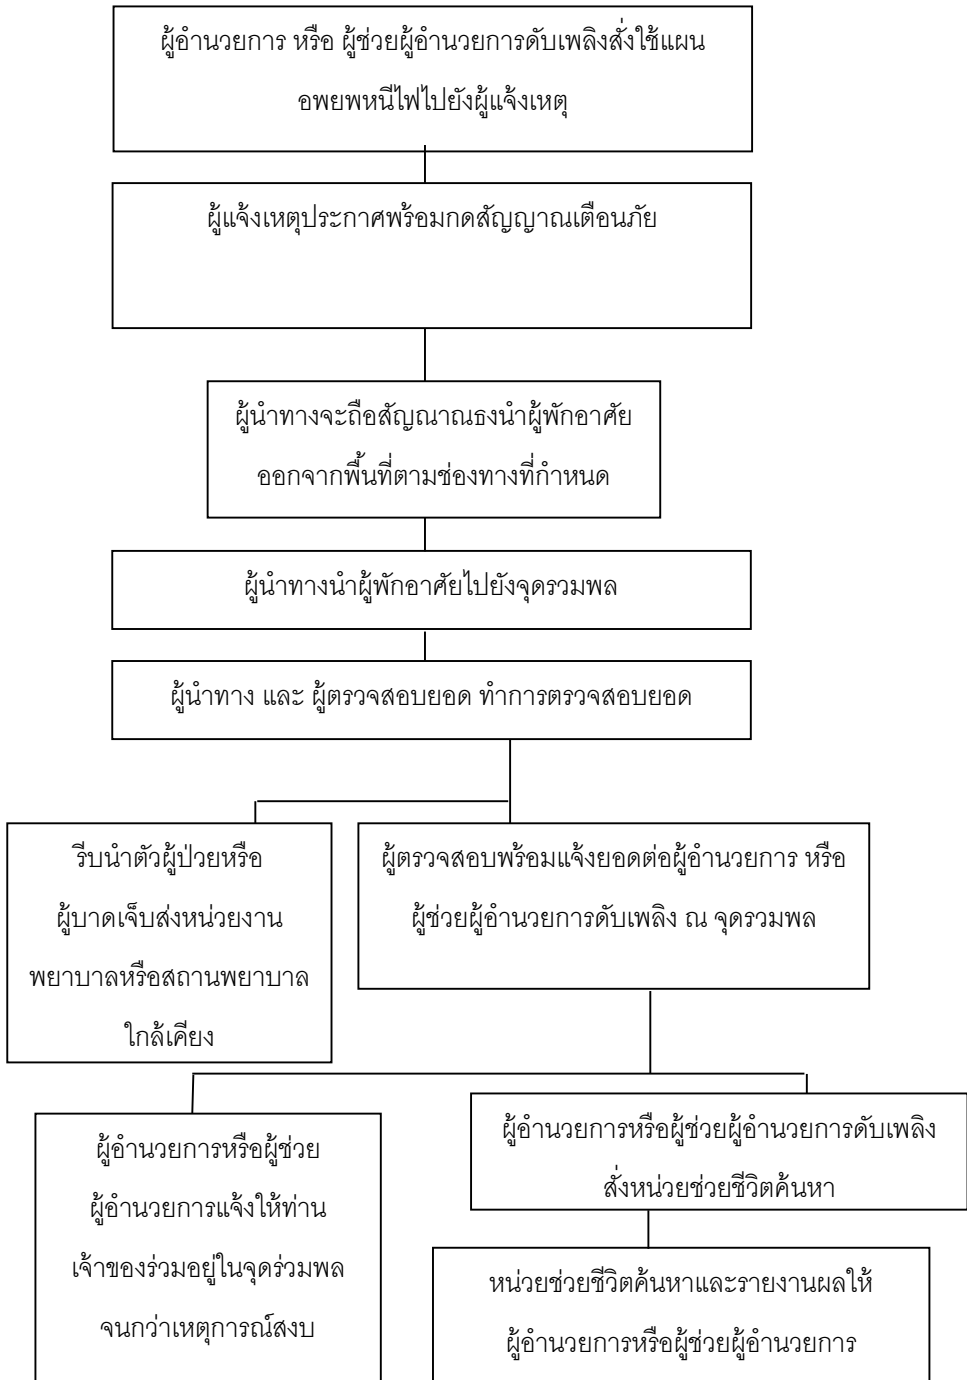 ผู้อำนวยการ หรือ ผู้ช่วยผู้อำนวยการดับเพลิงสั่งใช้แผน
อพยพหนีไฟไปยังผู้แจ้งเหตุ
ผู้แจ้งเหตุประกาศพร้อมกดสัญญาณเตือนภัย
ผู้นำทางจะถือสัญณาณธงนำผู้พักอาศัย
ออกจากพื้นที่ตามช่องทางที่กำหนด
ผู้นำทางนำผู้พักอาศัยไปยังจุดรวมพล
ผู้นำทาง และ ผู้ตรวจสอบยอด ทำการตรวจสอบยอด
รีบนำตัวผู้ป่วยหรือ
ผู้บาดเจ็บส่งหน่วยงาน
พยาบาลหรือสถานพยาบาล
ใกล้เคียง
ผู้ตรวจสอบพร้อมแจ้งยอดต่อผู้อำนวยการ หรือ
ผู้ช่วยผู้อำนวยการดับเพลิง ณ จุดรวมพล
ผู้อำนวยการหรือผู้ช่วย
ผู้อำนวยการแจ้งให้ท่าน
เจ้าของร่วมอยู่ในจุดร่วมพล
จนกว่าเหตุการณ์สงบ
ผู้อำนวยการหรือผู้ช่วยผู้อำนวยการดับเพลิง
สั่งหน่วยช่วยชีวิตค้นหา
หน่วยช่วยชีวิตค้นหาและรายงานผลให้
ผู้อำนวยการหรือผู้ช่วยผู้อำนวยการ